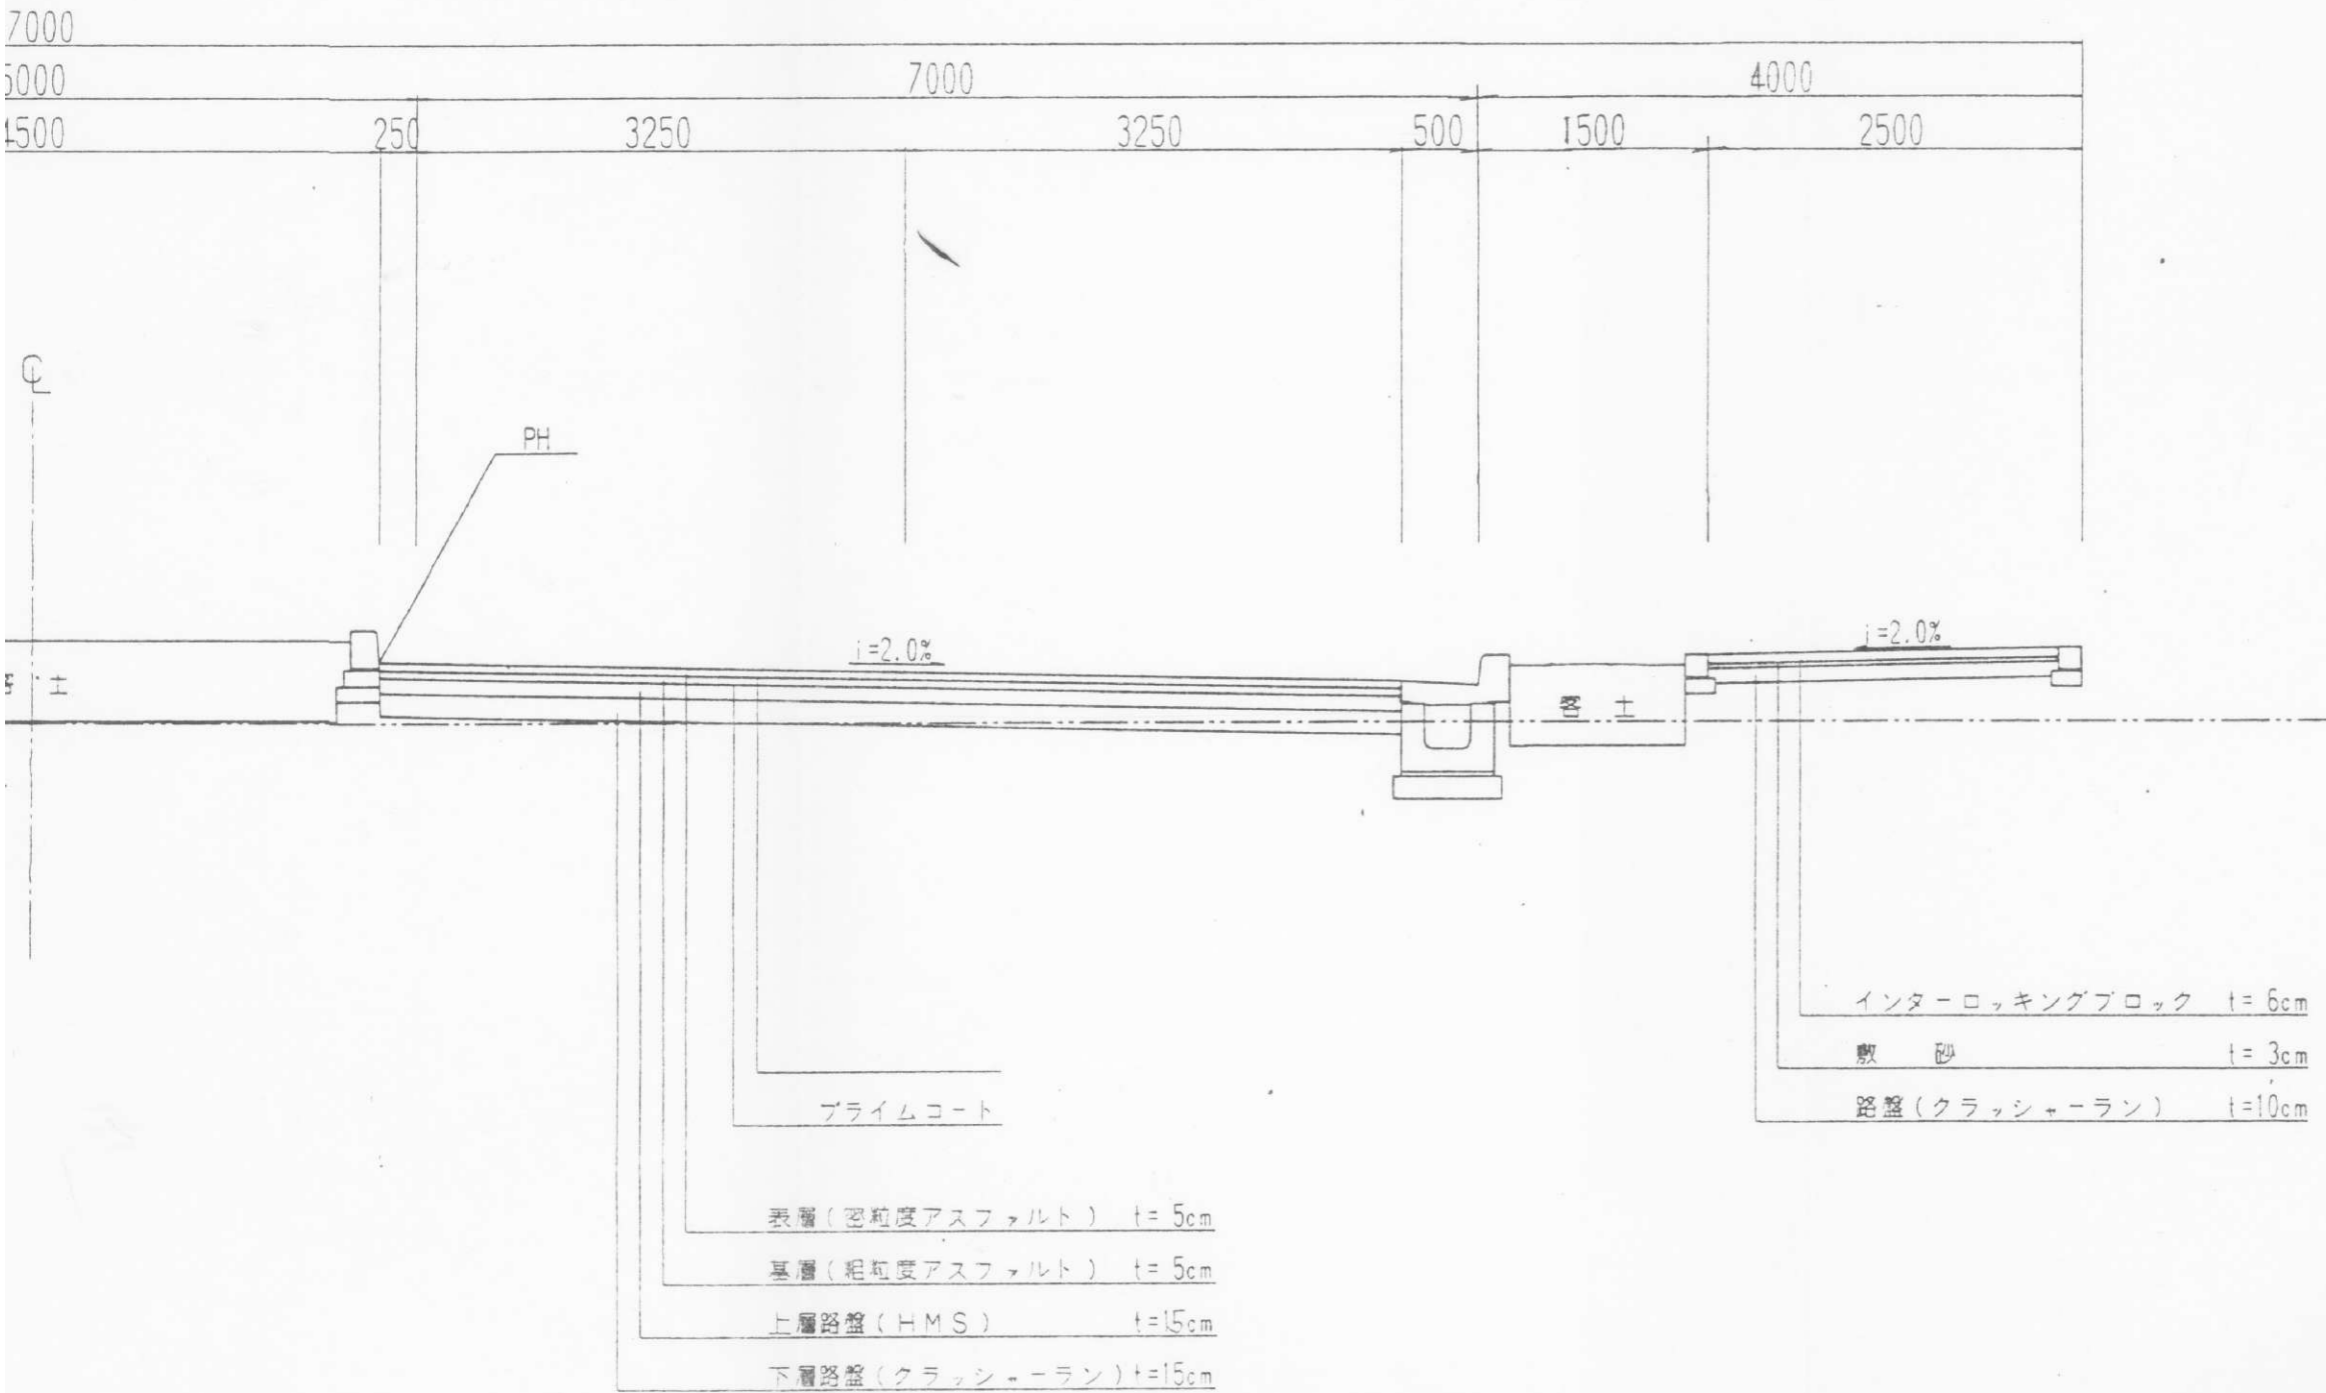 7000
5000 7000 4000
4500 250 3250 3250 500 1500 2500
℄
PH
i=2.0% i=2.0%
客 土 客 土
インターロッキングブロック t= 6cm
敷 砂 t= 3cm
路盤(クラッシャーラン) t=10cm
プライムコート
表層(密粒度アスファルト) t= 5cm
基層(粗粒度アスファルト) t= 5cm
上層路盤(HMS) t=15cm
下層路盤(クラッシャーラン) t=15cm